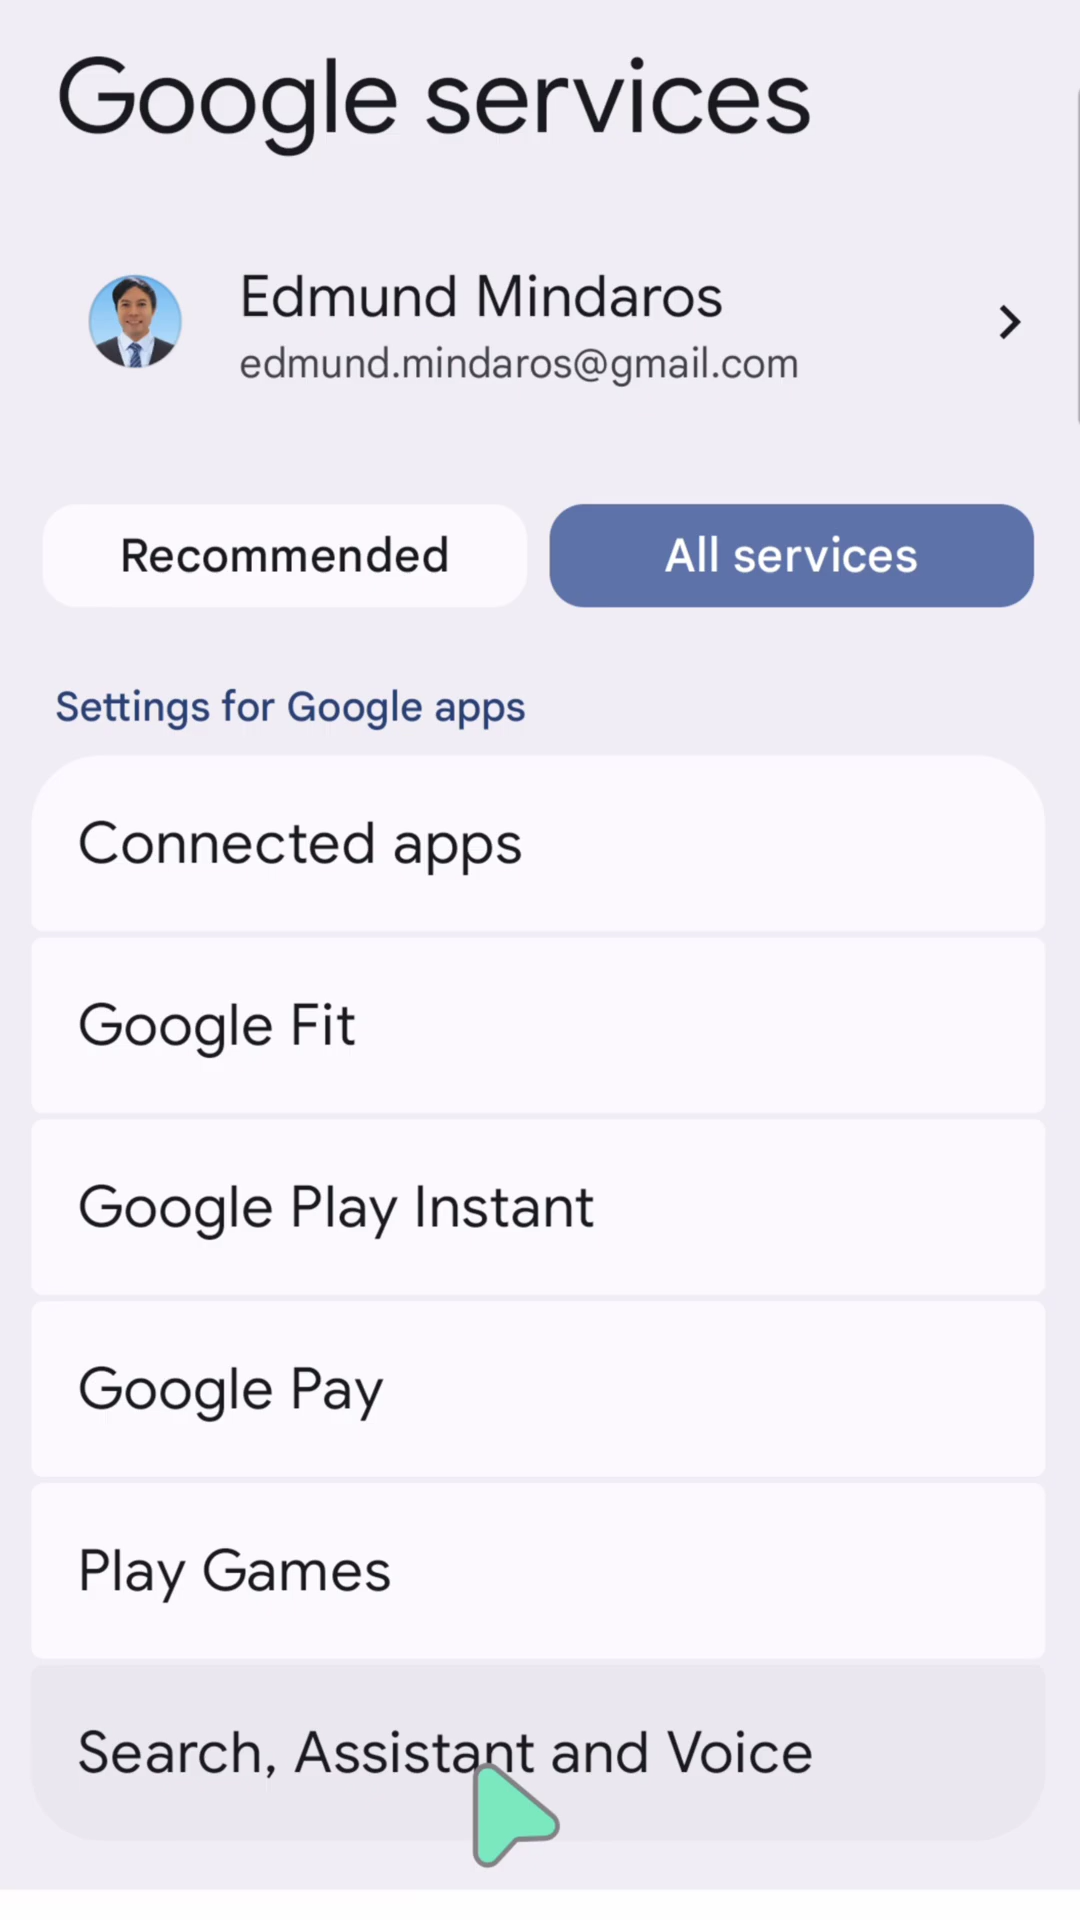 Google services
Edmund Mindaros
edmund.mindaros@gmail.com
Recommended
All services
Settings for Google apps
Connected apps
Google Fit
Google Play Instant
Google Pay
Play Games
Search, Assistant and Voice